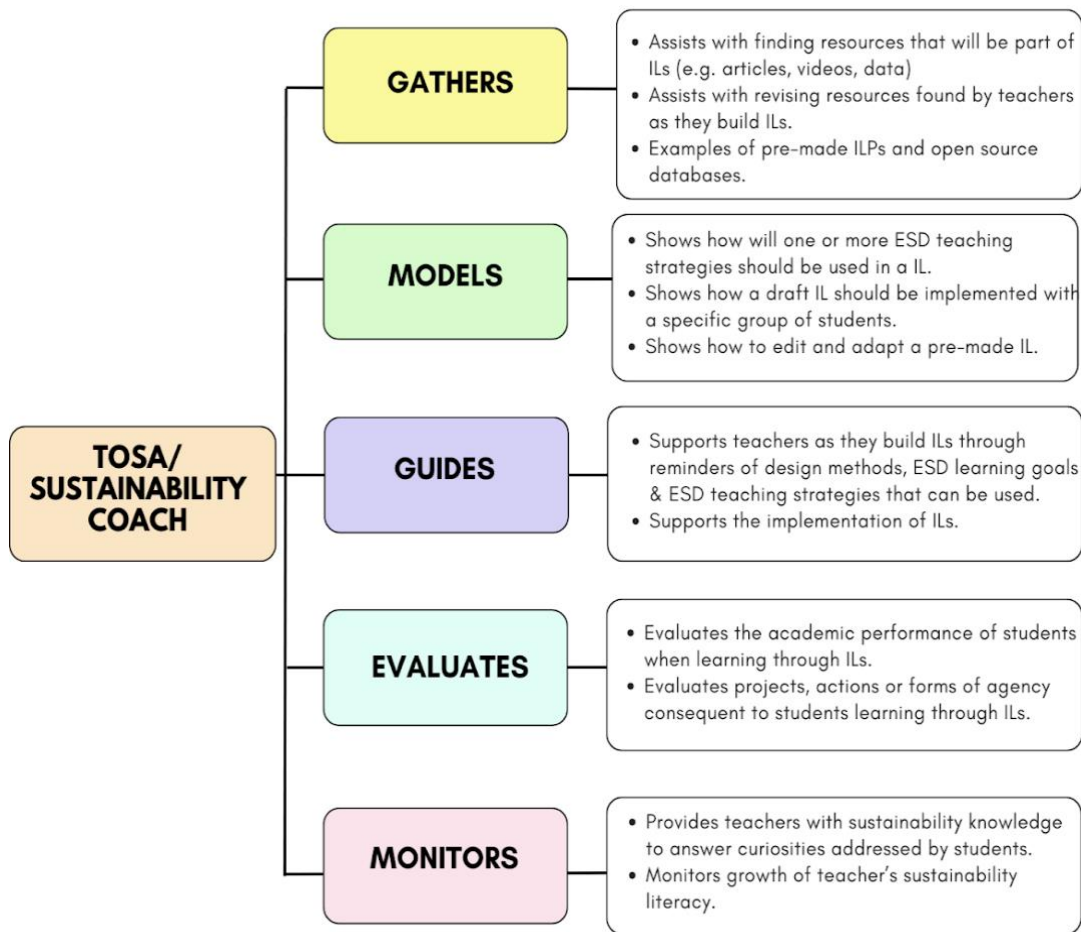 GATHERS
• Assists with finding resources that will be part of
ILs (e.g. articles, videos, data)
• Assists with revising resources found by teachers
as they build ILs.
• Examples of pre-made ILPs and open source
databases.
MODELS
• Shows how will one or more ESD teaching
strategies should be used in a IL.
• Shows how a draft IL should be implemented with
a specific group of students.
• Shows how to edit and adapt a pre-made IL.
TOSA/
SUSTAINABILITY
COACH
GUIDES
• Supports teachers as they build ILs through
reminders of design methods, ESD learning goals
& ESD teaching strategies that can be used.
• Supports the implementation of ILs.
EVALUATES
• Evaluates the academic performance of students
when learning through ILs.
• Evaluates projects, actions or forms of agency
consequent to students learning through ILs.
MONITORS
• Provides teachers with sustainability knowledge
to answer curiosities addressed by students.
• Monitors growth of teacher's sustainability
literacy.